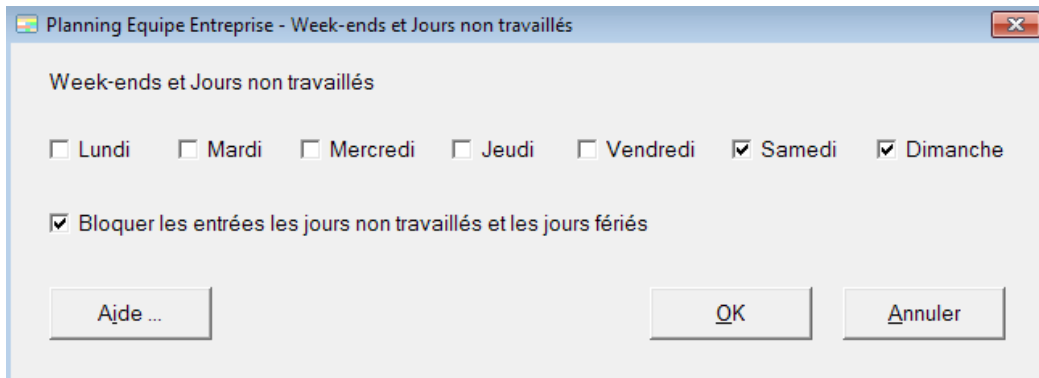 Planning Equipe Entreprise - Week-ends et Jours non travaillés
Week-ends et Jours non travaillés
Lundi Mardi Mercredi Jeudi Vendredi Samedi Dimanche
Bloquer les entrées les jours non travaillés et les jours fériés
Aide ... OK Annuler